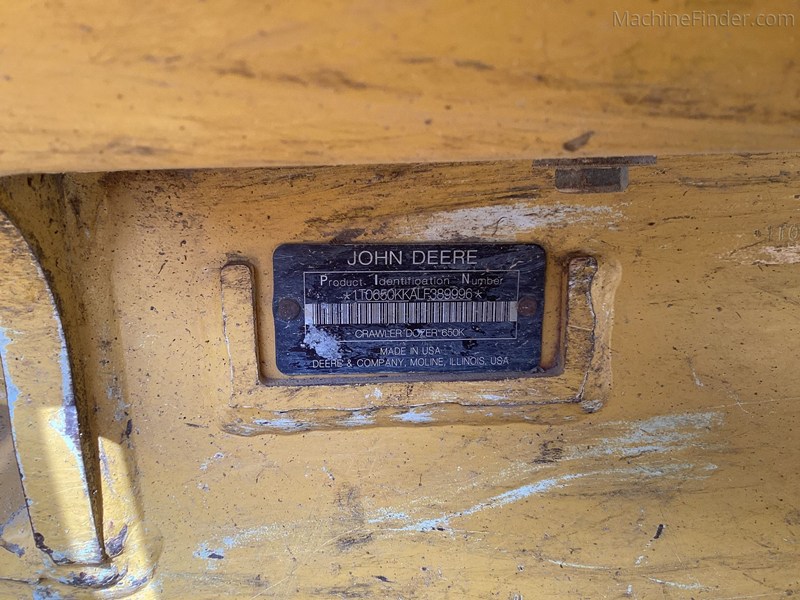 MachineFinder.com
JOHN DEERE
Product Identification Number
*1T0650KKALF389996*
CRAWLER DOZER 650K
MADE IN USA
DEERE & COMPANY, MOLINE, ILLINOIS, USA